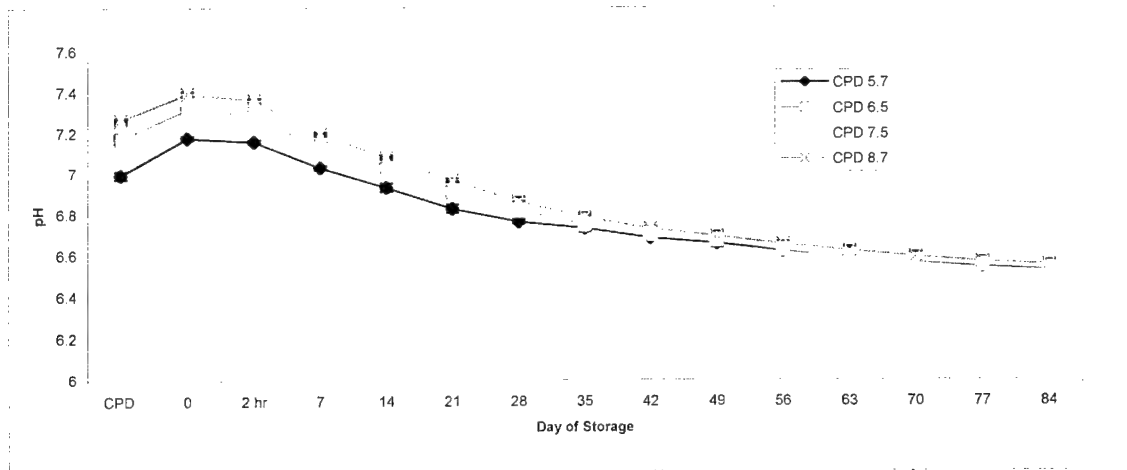 7.6
7.4
7.2
7
6.8
6.6
6.4
6.2
6
pH
CPD 5.7
CPD 6.5
CPD 7.5
CPD 8.7
CPD 0 2 hr 7 14 21 28 35 42 49 56 63 70 77 84
Day of Storage